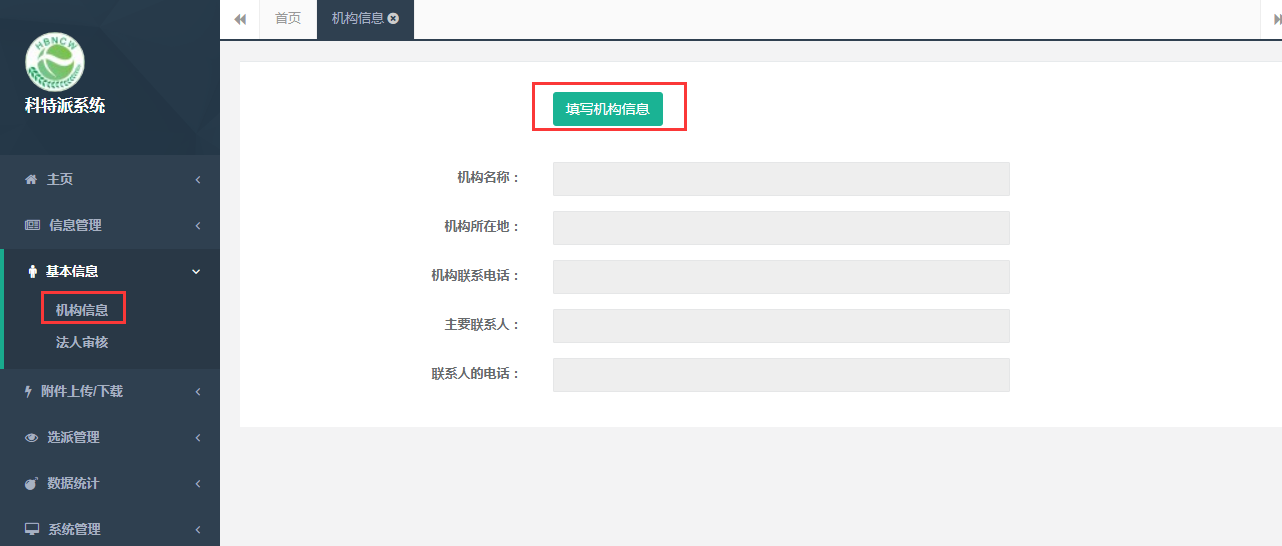 HBNCW
科特派系统
主页
信息管理
基本信息
机构信息
法人审核
附件上传/下载
选派管理
数据统计
系统管理
首页
机构信息
填写机构信息
机构名称：
机构所在地：
机构联系电话：
主要联系人：
联系人的电话：